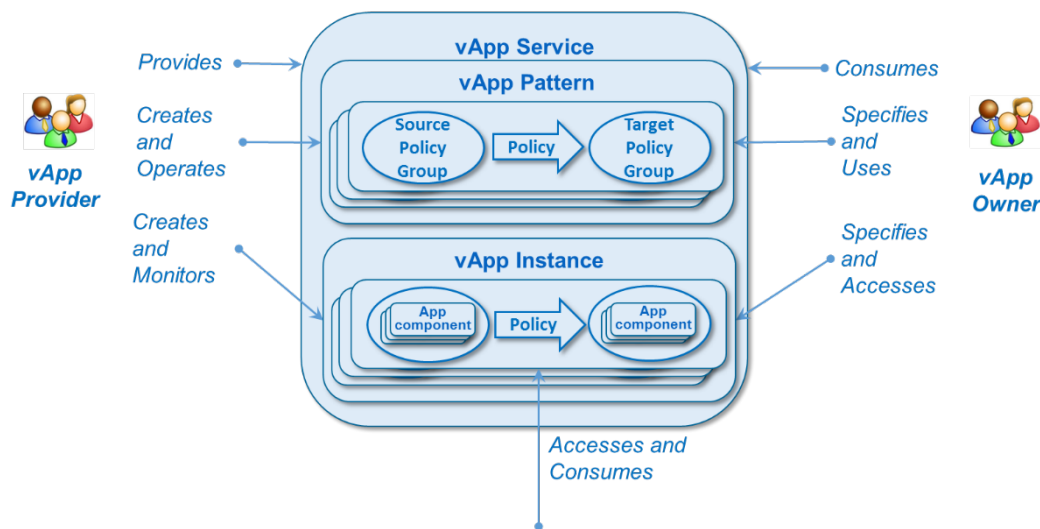 vApp Service
Provides
Consumes
vApp Pattern
Creates
and
Operates
Source
Policy
Group
Policy
Target
Policy
Group
Specifies
and
Uses
vApp
Provider
vApp
Owner
Creates
and
Monitors
vApp Instance
Specifies
and
Accesses
App
component
Policy
App
component
Accesses and
Consumes